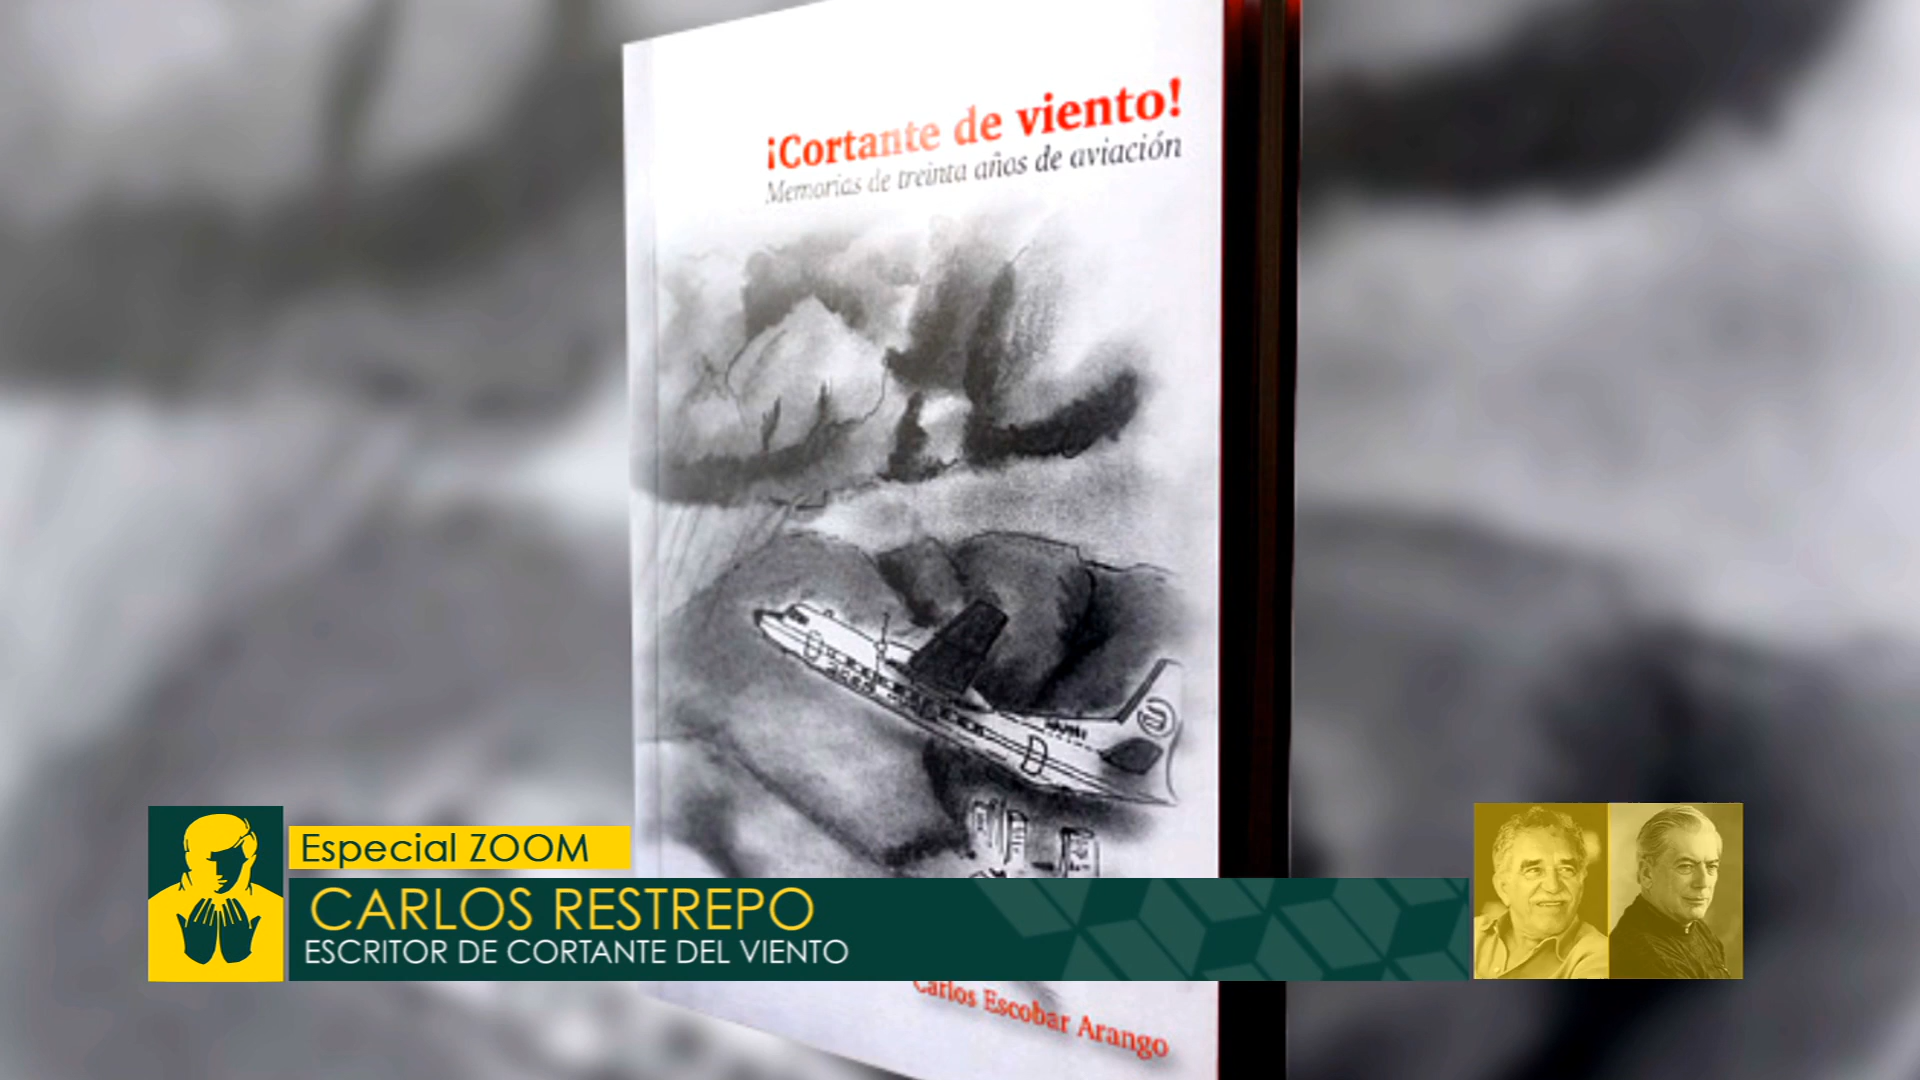 ¡Cortante de viento!
Memorias de treinta años de aviación
Especial ZOOM
CARLOS RESTREPO
ESCRITOR DE CORTANTE DEL VIENTO
Carlos Escobar Arango